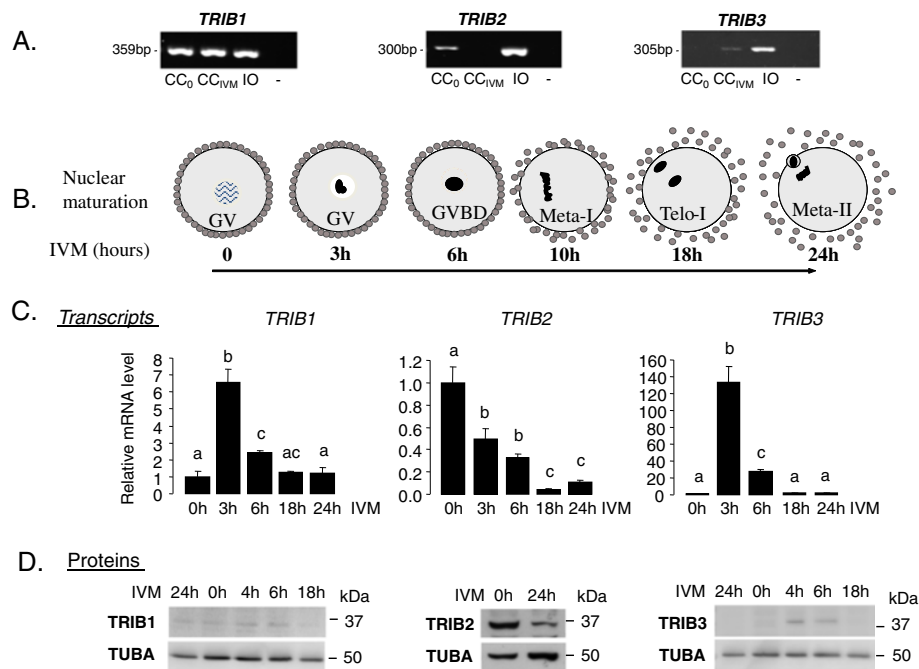 A.
TRIB1 TRIB2 TRIB3
359bp - 300bp - 305bp -
CC0 CCIVM IO - CC0 CCIVM IO - CC0 CCIVM IO -
B.
Nuclear
maturation
GV GV GVBD Meta-I Telo-I Meta-II
IVM (hours) 0 3h 6h 10h 18h 24h
C. Transcripts TRIB1 TRIB2 TRIB3
Relative mRNA level
8 7 6 5 4 3 2 1 0
a b c ac a
0h 3h 6h 18h 24h IVM
1.2 1.0 0.8 0.6 0.4 0.2 0.0
a b b c c
0h 3h 6h 18h 24h
160 140 120 100 80 60 40 20 0
a b c a a
0h 3h 6h 18h 24h IVM
D. Proteins
IVM 24h 0h 4h 6h 18h kDa
TRIB1 - 37
TUBA - 50
IVM 0h 24h kDa
TRIB2 - 37
TUBA - 50
IVM 24h 0h 4h 6h 18h kDa
TRIB3 - 37
TUBA - 50